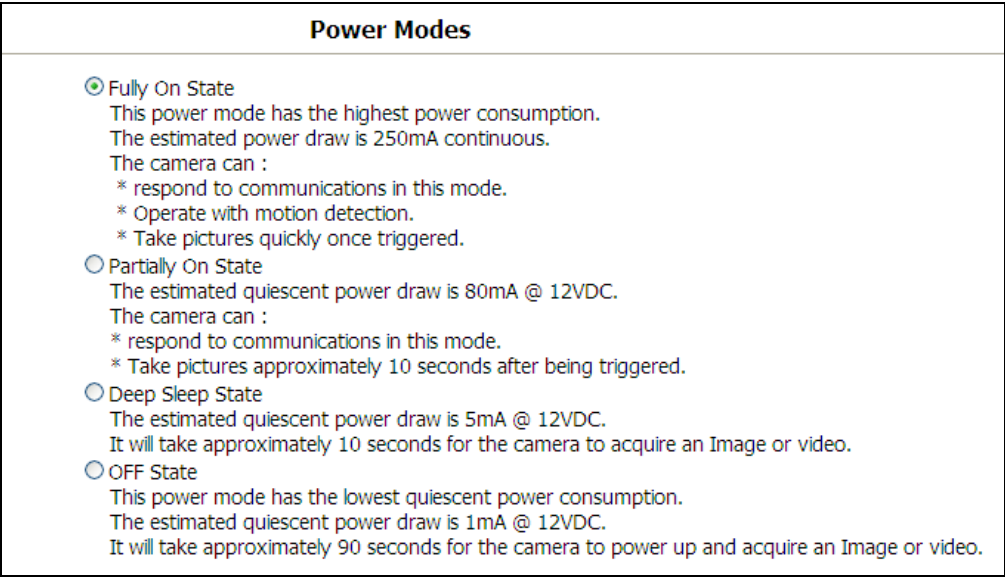 Power Modes
Fully On State
This power mode has the highest power consumption.
The estimated power draw is 250mA continuous.
The camera can :
* respond to communications in this mode.
* Operate with motion detection.
* Take pictures quickly once triggered.
Partially On State
The estimated quiescent power draw is 80mA @ 12VDC.
The camera can :
* respond to communications in this mode.
* Take pictures approximately 10 seconds after being triggered.
Deep Sleep State
The estimated quiescent power draw is 5mA @ 12VDC.
It will take approximately 10 seconds for the camera to acquire an Image or video.
OFF State
This power mode has the lowest quiescent power consumption.
The estimated quiescent power draw is 1mA @ 12VDC.
It will take approximately 90 seconds for the camera to power up and acquire an Image or video.